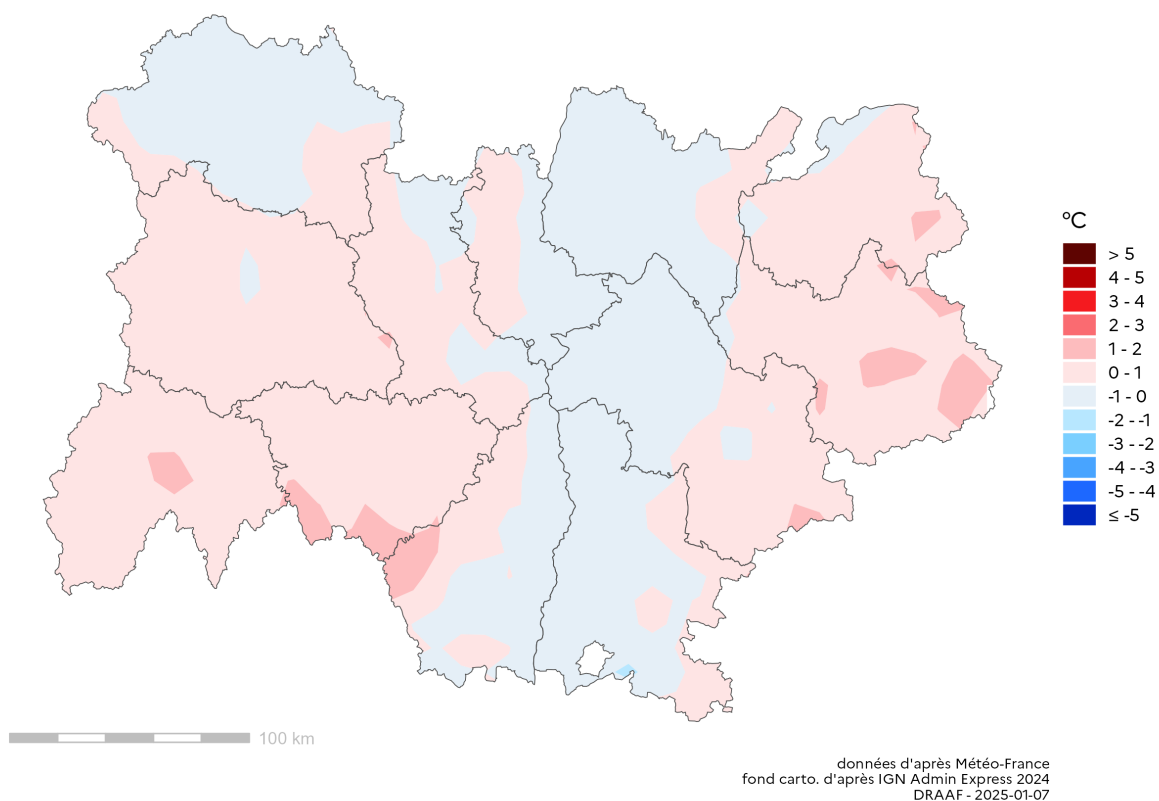 °C
> 5
4 - 5
3 - 4
2 - 3
1 - 2
0 - 1
-1 - 0
-2 - -1
-3 - -2
-4 - -3
-5 - -4
≤ -5
100 km
données d'après Météo-France
fond carto. d'après IGN Admin Express 2024
DRAAF - 2025-01-07